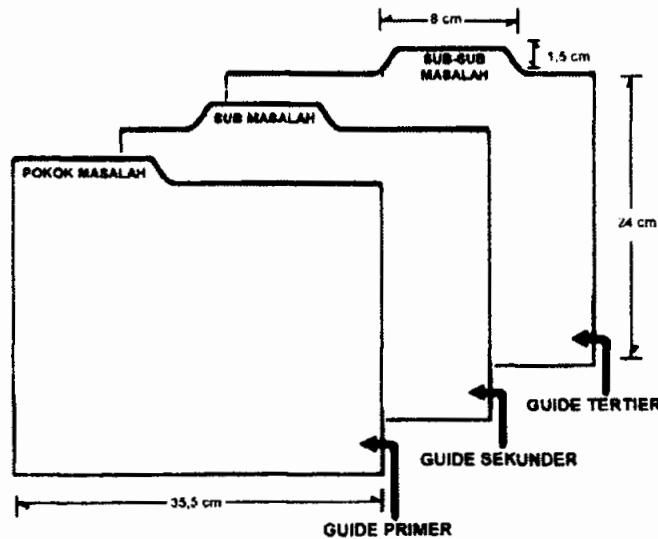 8 cm
SUB-SUB
MASALAH
1,5 cm
SUB MASALAH
POKOK MASALAH
24 cm
GUIDE TERTIER
GUIDE SEKUNDER
35,5 cm
GUIDE PRIMER